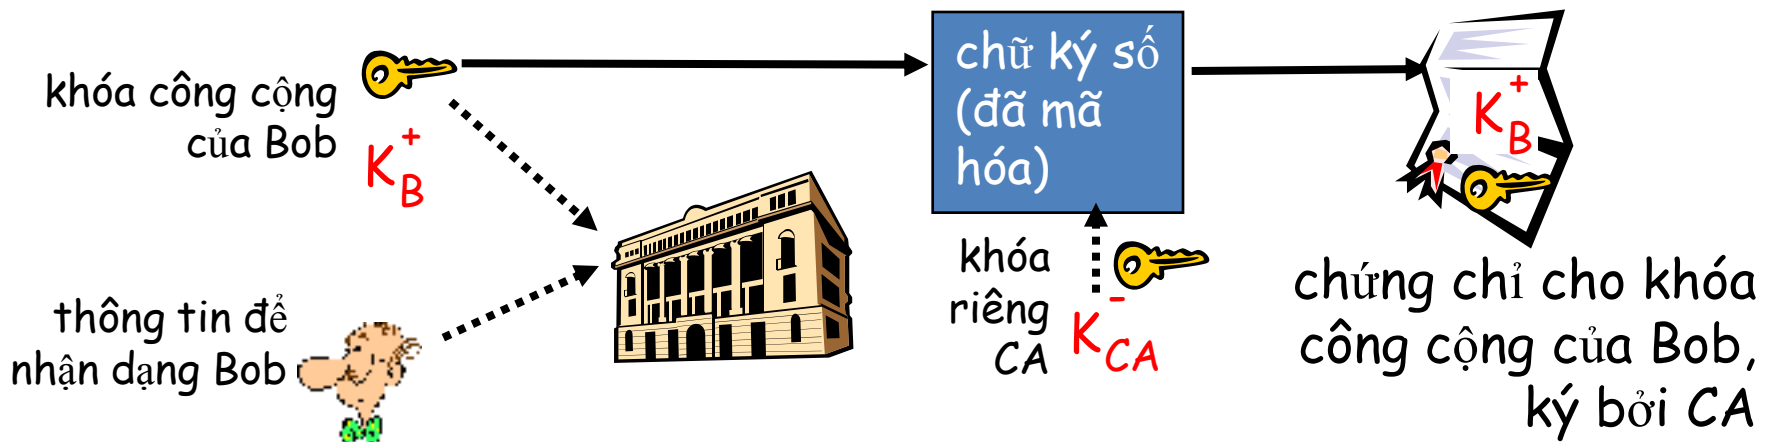 khóa công cộng
của Bob
K
+
B
thông tin để
nhận dạng Bob
chữ ký số
(đã mã
hóa)
khóa
riêng
CA
K
-
CA
K
+
B
chứng chỉ cho khóa
công cộng của Bob,
ký bởi CA